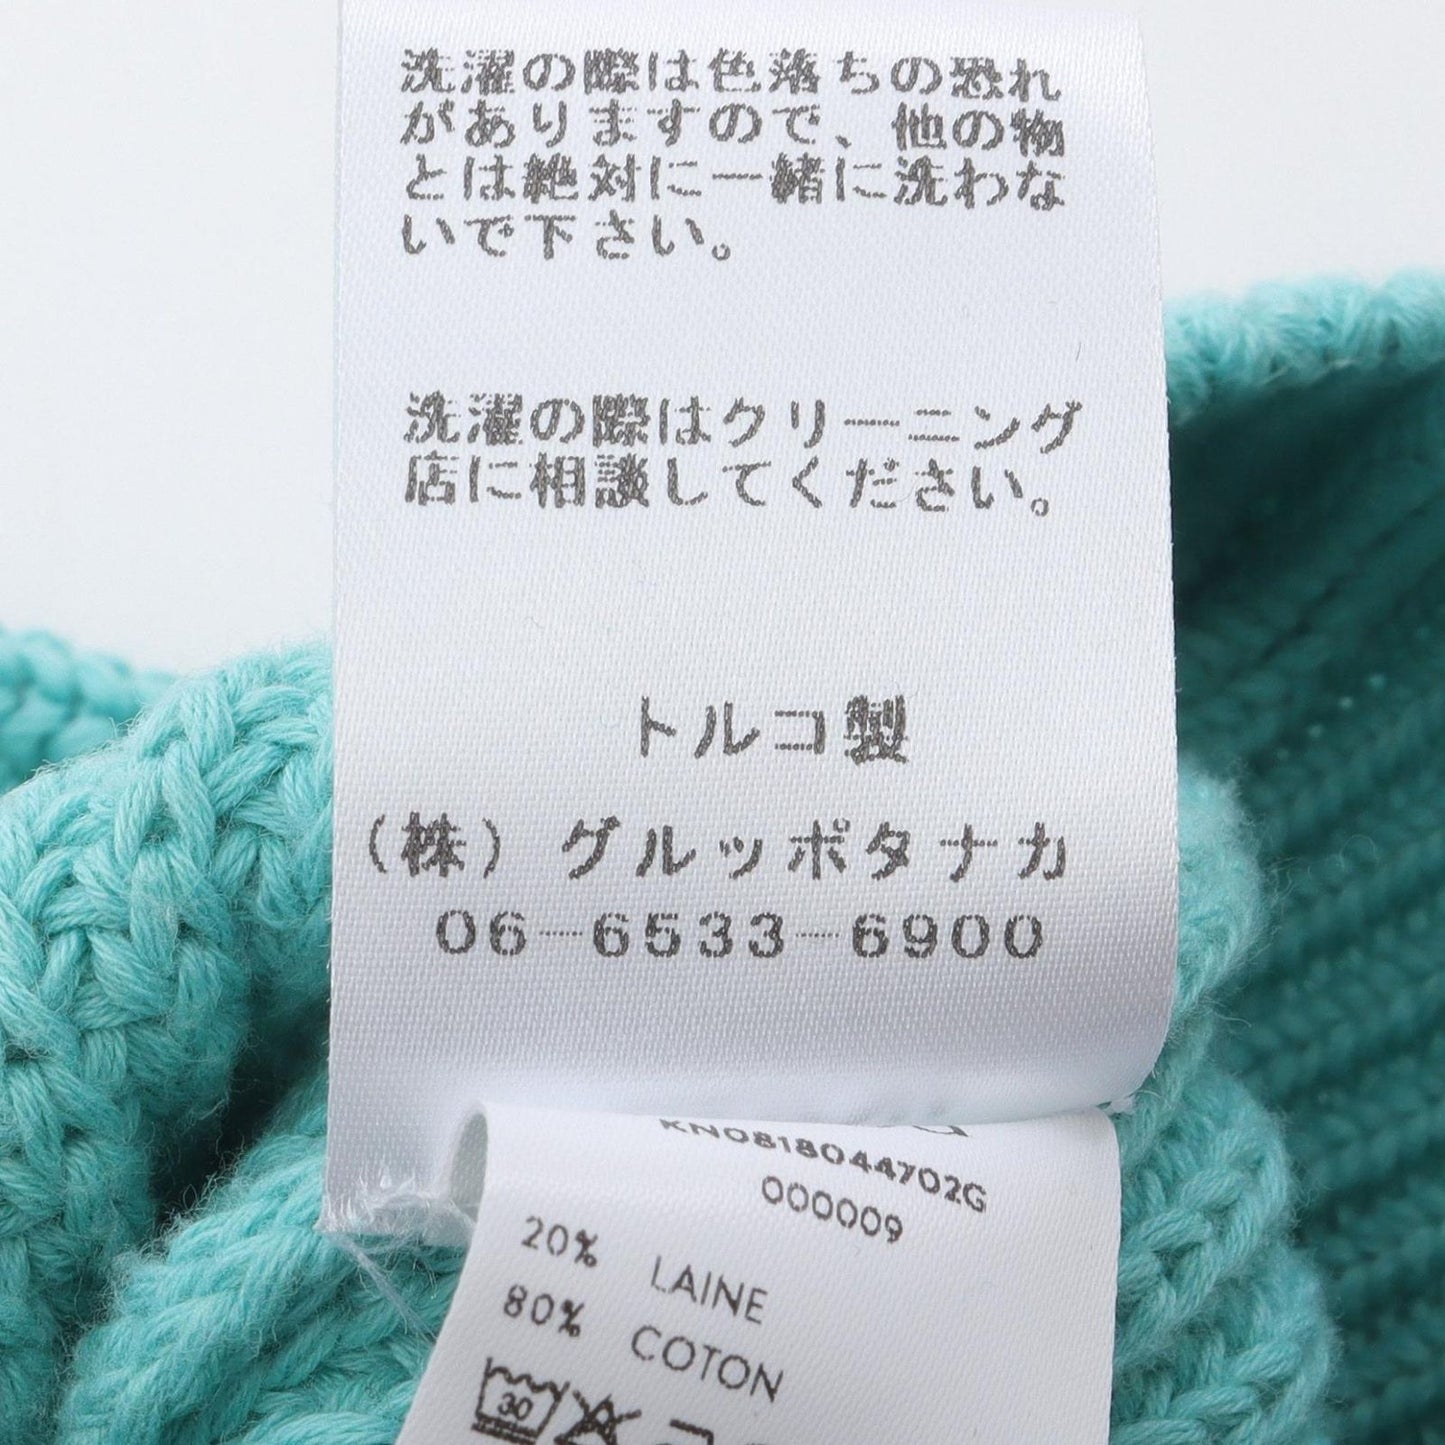 洗濯の際は色落ちの恐れ
がありますので、他の物
とは絶対に一緒に洗わな
いで下さい。
洗濯の際はクリーニング
店に相談してください。
トルコ製
（株）グルッポタナカ
06-6533-6900
KN0818044702G
000009
20% LAINE
80% COTON
30